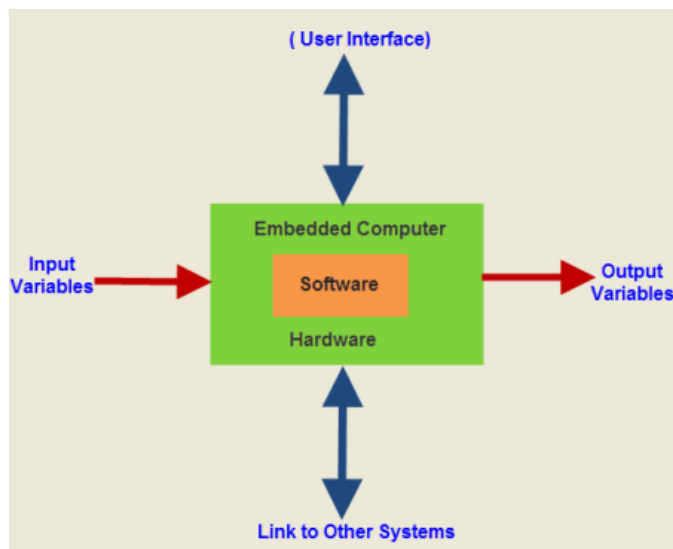 ( User Interface)
Embedded Computer
Input
Variables
Software
Output
Variables
Hardware
Link to Other Systems